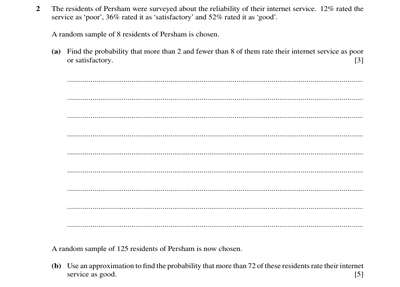 2 The residents of Persham were surveyed about the reliability of their internet service. 12% rated the
service as ‘poor’, 36% rated it as ‘satisfactory’ and 52% rated it as ‘good’.
A random sample of 8 residents of Persham is chosen.
(a) Find the probability that more than 2 and fewer than 8 of them rate their internet service as poor
or satisfactory. [3]
A random sample of 125 residents of Persham is now chosen.
(b) Use an approximation to find the probability that more than 72 of these residents rate their internet
service as good. [5]